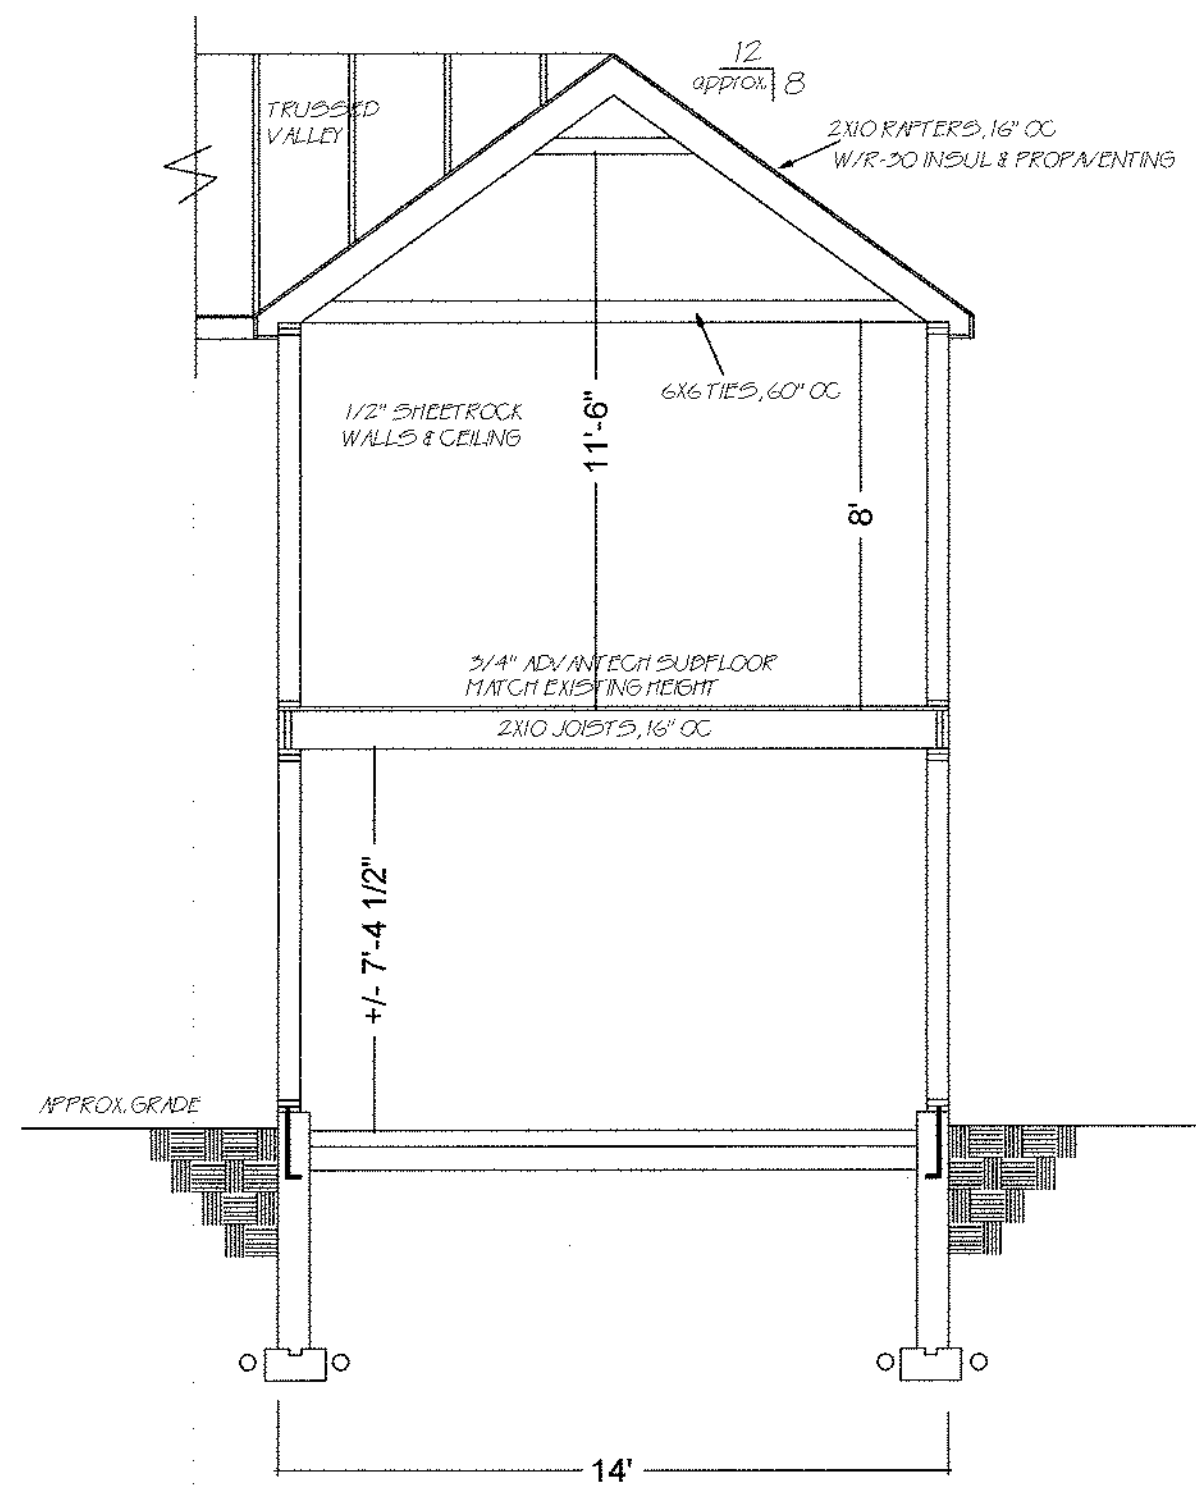 12
approx. 8
TRUSSED
VALLEY
2X10 RAFTERS, 16" OC
W/R-30 INSUL & PROPAVENTING
6X6 TIES, 60" OC
1/2" SHEETROCK
WALLS & CEILING
11'-6"
8'
3/4" ADVANTECH SUBFLOOR
MATCH EXISTING HEIGHT
2X10 JOISTS, 16" OC
+/- 7'-4 1/2"
APPROX. GRADE
14'